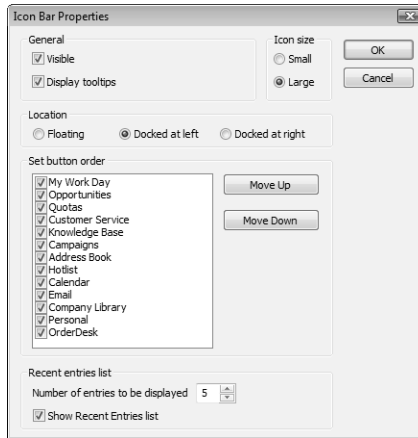 Icon Bar Properties
General
Visible
Display tooltips
Icon size
Small
Large
OK
Cancel
Location
Floating
Docked at left
Docked at right
Set button order
My Work Day
Opportunities
Quotas
Customer Service
Knowledge Base
Campaigns
Address Book
Hotlist
Calendar
Email
Company Library
Personal
OrderDesk
Move Up
Move Down
Recent entries list
Number of entries to be displayed 5
Show Recent Entries list